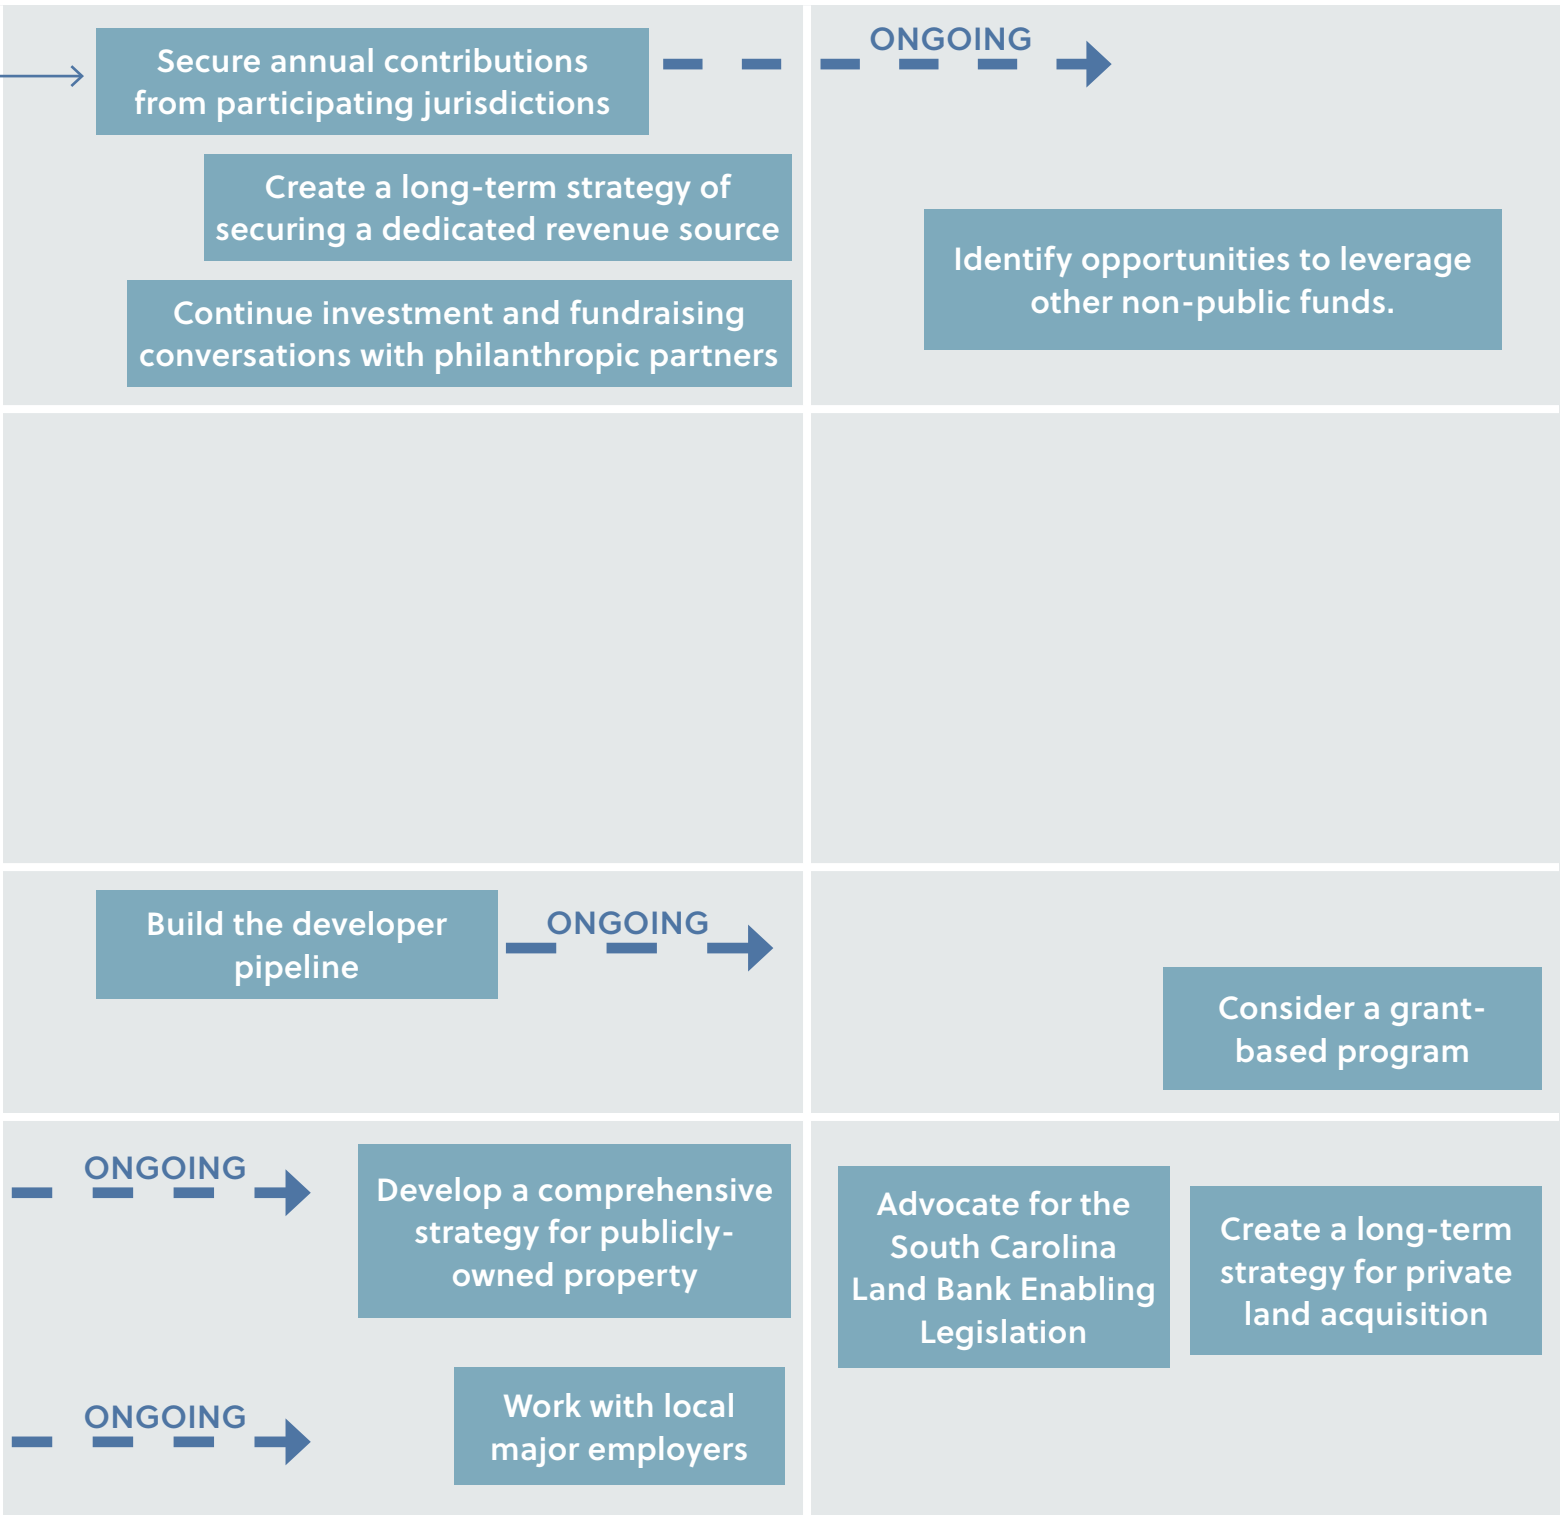 Secure annual contributions
from participating jurisdictions
ONGOING
Create a long-term strategy of
securing a dedicated revenue source
Continue investment and fundraising
conversations with philanthropic partners
Identify opportunities to leverage
other non-public funds.
Build the developer
pipeline
ONGOING
Consider a grant-
based program
ONGOING
Develop a comprehensive
strategy for publicly-
owned property
Advocate for the
South Carolina
Land Bank Enabling
Legislation
Create a long-term
strategy for private
land acquisition
ONGOING
Work with local
major employers